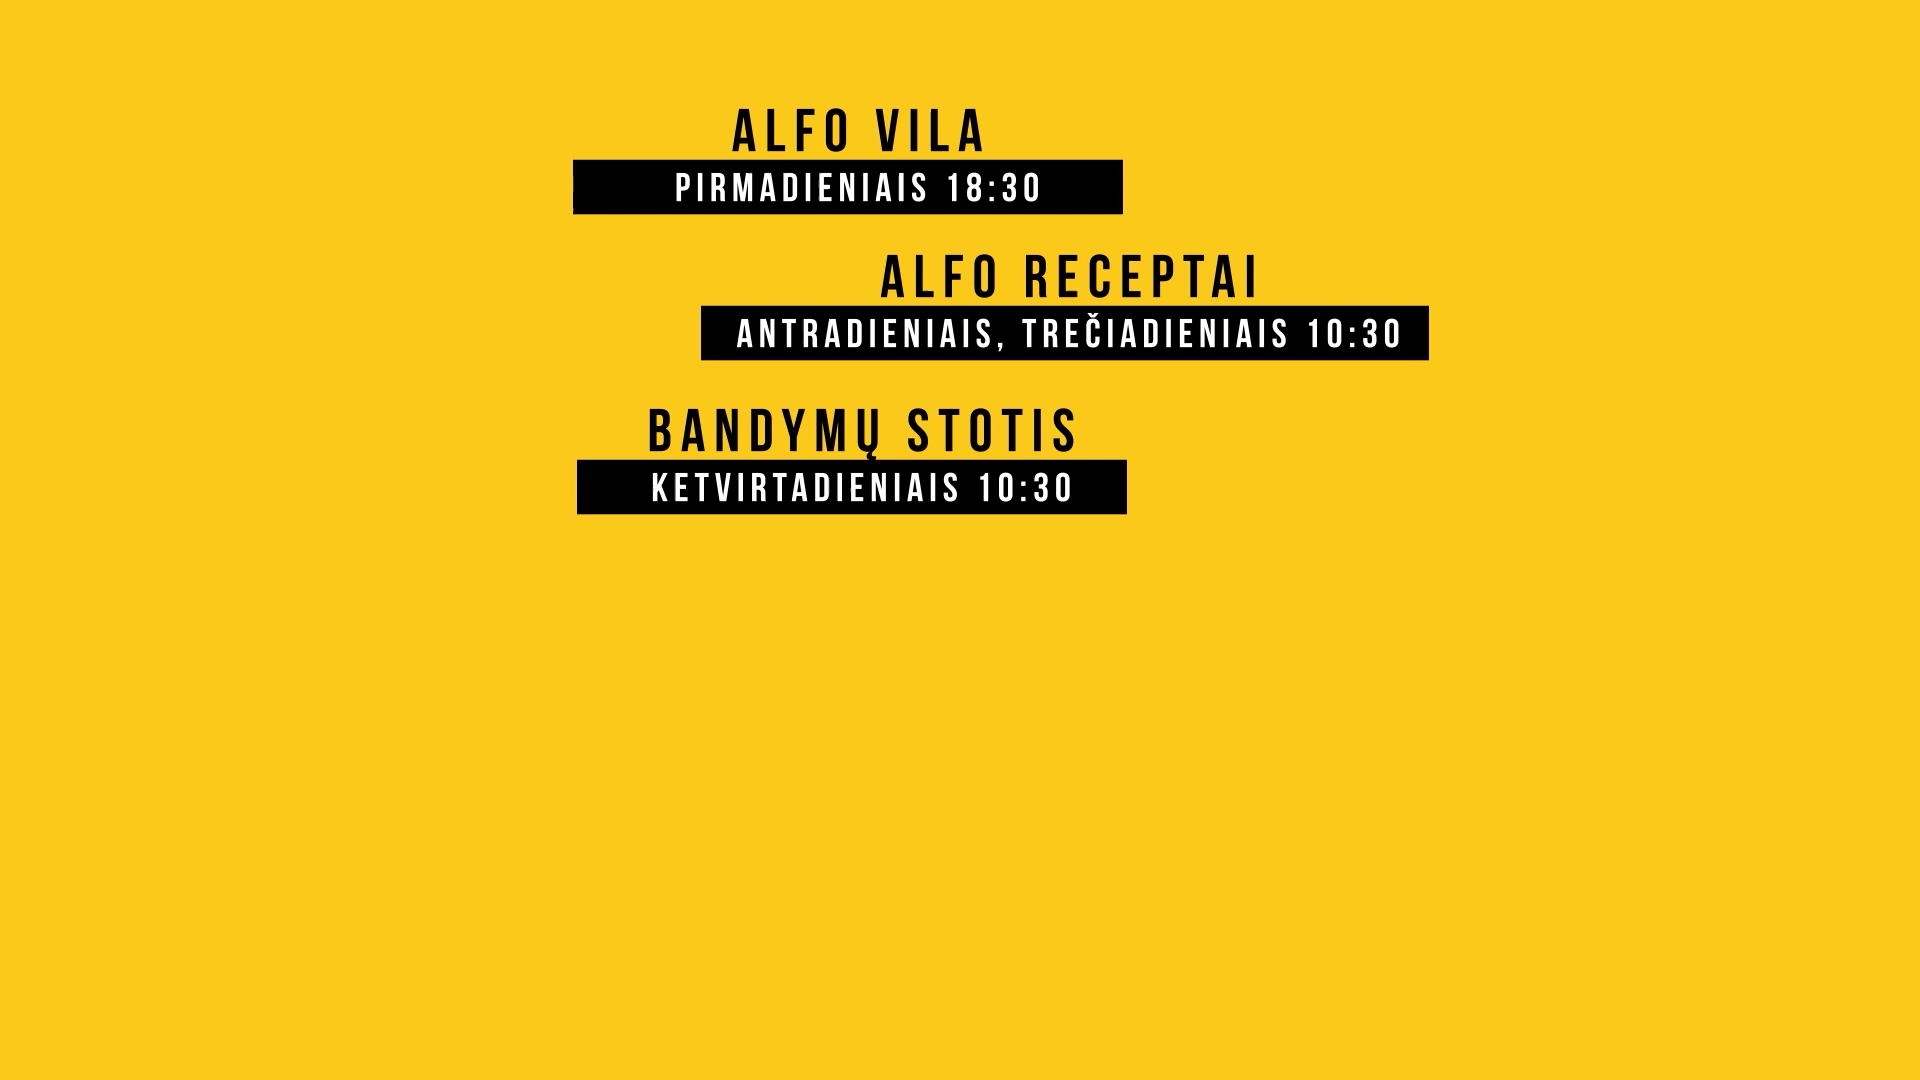 ALFO VILA
PIRMADIENIAIS 18:30
ALFO RECEPTAI
ANTRADIENIAIS, TREČIADIENIAIS 10:30
BANDYMŲ STOTIS
KETVIRTADIENIAIS 10:30